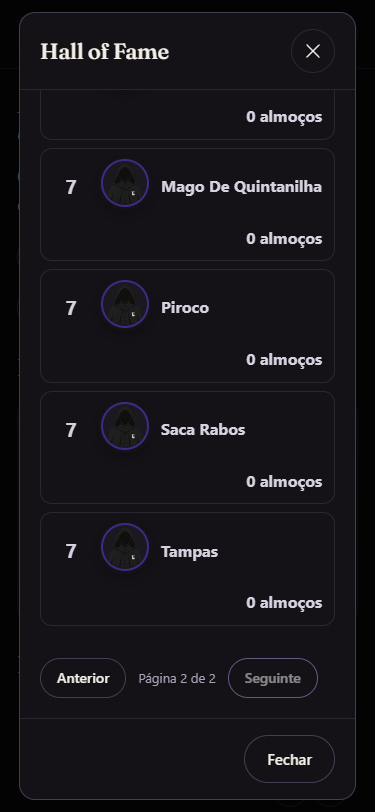 Hall of Fame
0 almoços
7 Mago De Quintanilha
0 almoços
7 Piroco
0 almoços
7 Saca Rabos
0 almoços
7 Tampas
0 almoços
Anterior Página 2 de 2 Seguinte
Fechar